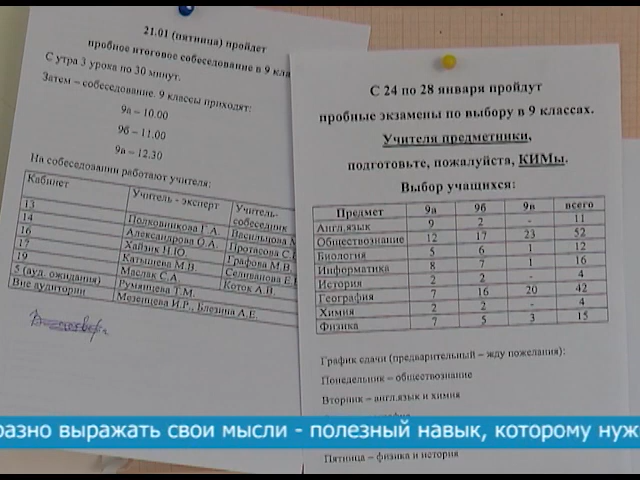 21.01 (пятница) пройдет
пробное итоговое собеседование в 9
С утра 3 урока по 30 минут.
Затем – собеседование. 9 классы приходят:
9а – 10.00
9б – 11.00
9а – 12.30
На собеседовании работают учителя:
Кабинет Учитель - эксперт Учитель-собеседник
13 Полковникова Г.А.
14 Александрова О.А.
16 Хайзик Н.Ю.
17 Катышова М.В. Графова М.В.
19 Маслак С.А.
5 (ауд. ожидания) Румянцева Т.М. Коток А.В.
Вне аудитории Мезенцева И.Р., Блезина А.Е.
С 24 по 28 января пройдут
пробные экзамены по выбору в 9 классах.
Учителя предметники,
подготовьте, пожалуйста, КИМы.
Выбор учащихся:
Предмет 9а 9б 9в всего
Англ.язык 9 2 - 11
Обществознание 12 17 23 52
Биология 5 6 1 12
Информатика 8 7 1 16
История 2 2 - 4
География 7 16 20 42
Химия 2 2 - 4
Физика 7 5 3 15
График сдачи (предварительный – жду пожелания):
Понедельник – обществознание
Вторник – англ.язык и химия
разно выражать свои мысли - полезный навык, которому нуж
Пятница – физика и история